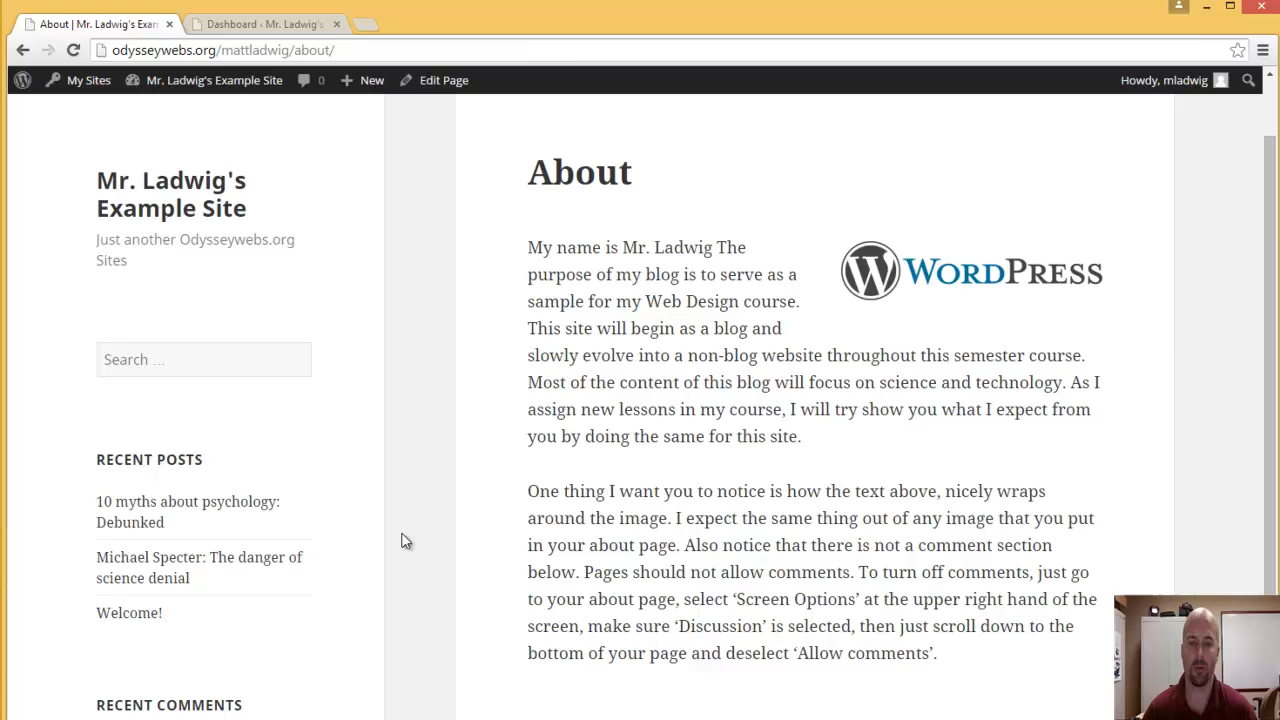 About | Mr. Ladwig's Exan
Dashboard ‹ Mr. Ladwig's
odysseywebs.org/mattladwig/about/
My Sites
Mr. Ladwig's Example Site
0
New
Edit Page
Howdy, mladwig
Mr. Ladwig's
Example Site
Just another Odysseywebs.org
Sites
Search ...
RECENT POSTS
10 myths about psychology:
Debunked
Michael Specter: The danger of
science denial
Welcome!
RECENT COMMENTS
About
My name is Mr. Ladwig The
purpose of my blog is to serve as a
sample for my Web Design course.
This site will begin as a blog and
slowly evolve into a non-blog website throughout this semester course.
Most of the content of this blog will focus on science and technology. As I
assign new lessons in my course, I will try show you what I expect from
you by doing the same for this site.
WORDPRESS
One thing I want you to notice is how the text above, nicely wraps
around the image. I expect the same thing out of any image that you put
in your about page. Also notice that there is not a comment section
below. Pages should not allow comments. To turn off comments, just go
to your about page, select ‘Screen Options’ at the upper right hand of the
screen, make sure ‘Discussion’ is selected, then just scroll down to the
bottom of your page and deselect ‘Allow comments’.